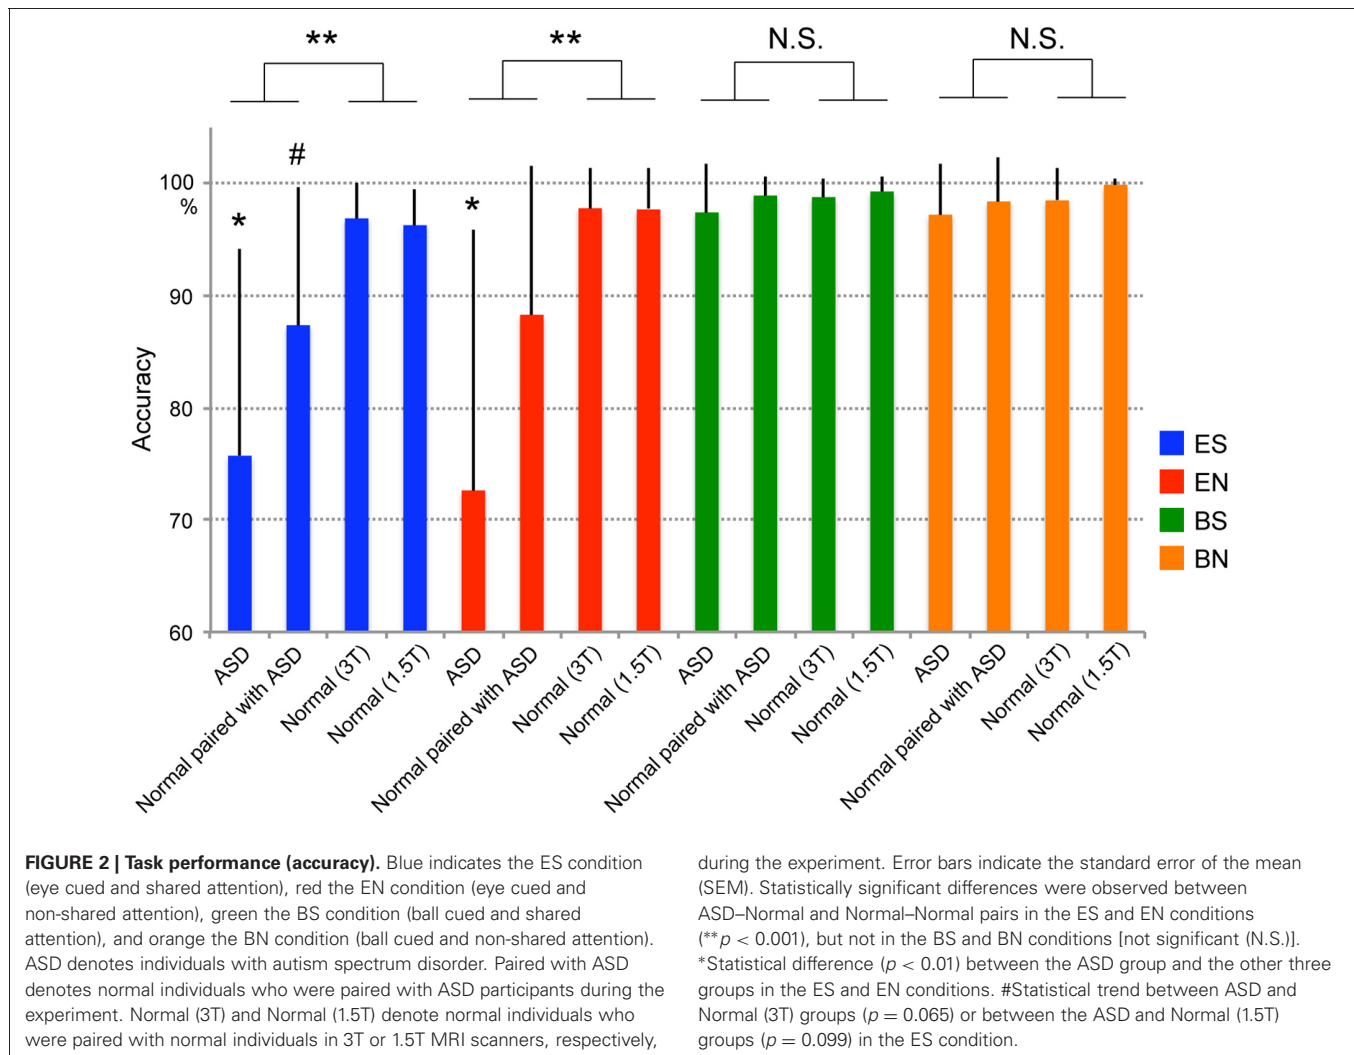 ** ** N.S. N.S.
#
* *
100
%
90
80
70
60
Accuracy
ES
EN
BS
BN
ASD
Normal paired with ASD
Normal (3T)
Normal (1.5T)
ASD
Normal paired with ASD
Normal (3T)
Normal (1.5T)
ASD
Normal paired with ASD
Normal (3T)
Normal (1.5T)
ASD
Normal paired with ASD
Normal (3T)
Normal (1.5T)
FIGURE 2 | Task performance (accuracy). Blue indicates the ES condition
(eye cued and shared attention), red the EN condition (eye cued and
non-shared attention), green the BS condition (ball cued and shared
attention), and orange the BN condition (ball cued and non-shared attention).
ASD denotes individuals with autism spectrum disorder. Paired with ASD
denotes normal individuals who were paired with ASD participants during the
experiment. Normal (3T) and Normal (1.5T) denote normal individuals who
were paired with normal individuals in 3T or 1.5T MRI scanners, respectively,
during the experiment. Error bars indicate the standard error of the mean
(SEM). Statistically significant differences were observed between
ASD–Normal and Normal–Normal pairs in the ES and EN conditions
(**p < 0.001), but not in the BS and BN conditions [not significant (N.S.)].
*Statistical difference (p < 0.01) between the ASD group and the other three
groups in the ES and EN conditions. #Statistical trend between ASD and
Normal (3T) groups (p = 0.065) or between the ASD and Normal (1.5T)
groups (p = 0.099) in the ES condition.